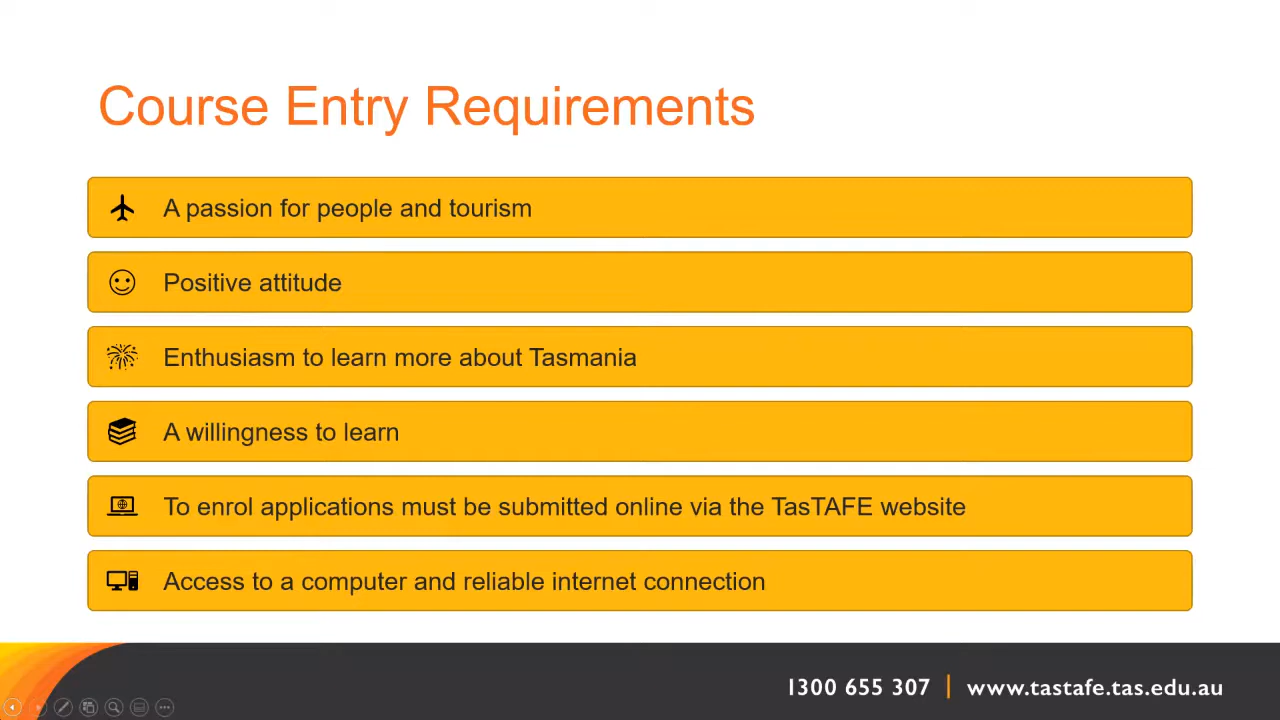 Course Entry Requirements
A passion for people and tourism
Positive attitude
Enthusiasm to learn more about Tasmania
A willingness to learn
To enrol applications must be submitted online via the TasTAFE website
Access to a computer and reliable internet connection
1300 655 307 | www.tastafe.tas.edu.au